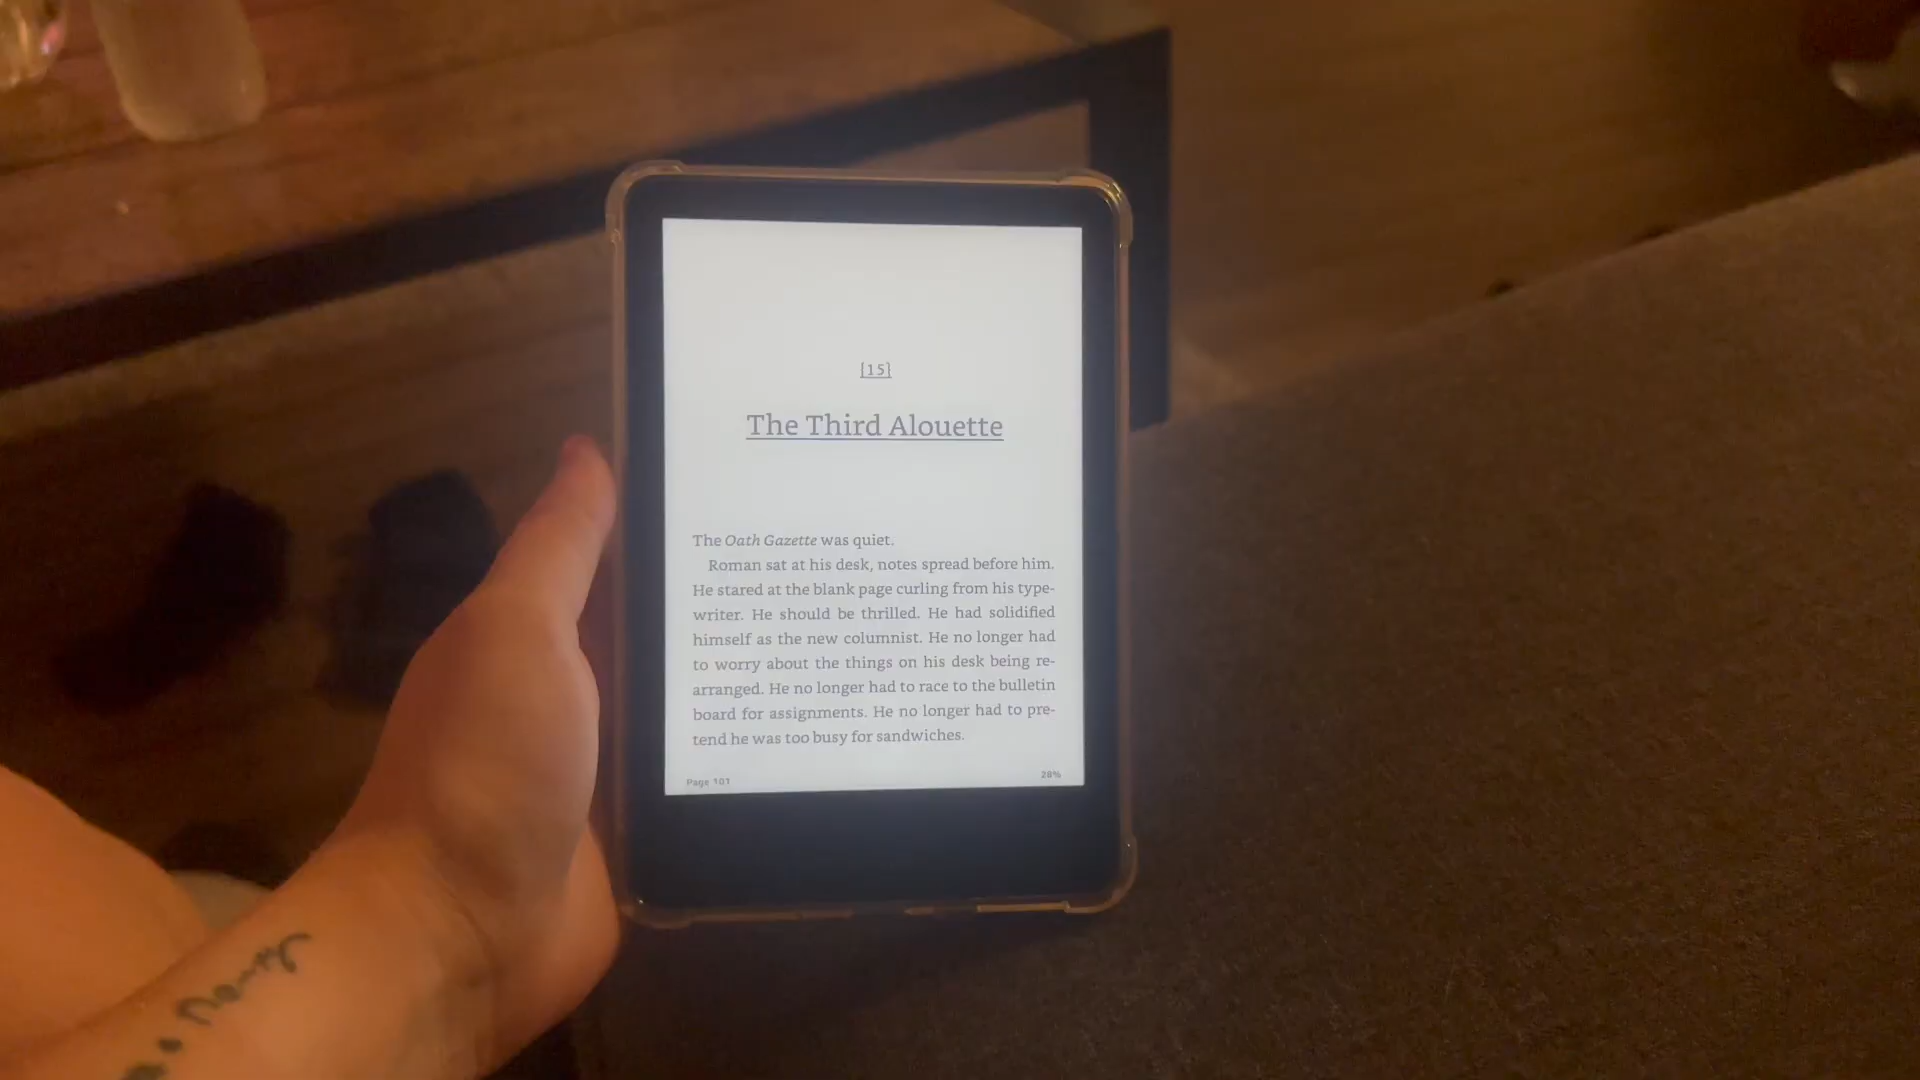 [15]
The Third Alouette
The Oath Gazette was quiet.
Roman sat at his desk, notes spread before him.
He stared at the blank page curling from his type-
writer. He should be thrilled. He had solidified
himself as the new columnist. He no longer had
to worry about the things on his desk being re-
arranged. He no longer had to race to the bulletin
board for assignments. He no longer had to pre-
tend he was too busy for sandwiches.
Page 101
28%